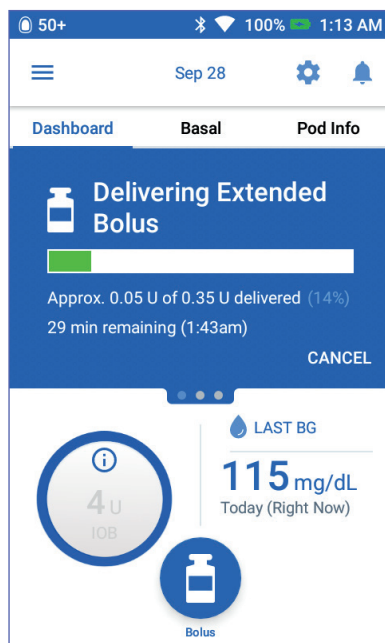 50+ 100% 1:13 AM
Sep 28
Dashboard Basal Pod Info
Delivering Extended
Bolus
Approx. 0.05 U of 0.35 U delivered (14%)
29 min remaining (1:43am)
CANCEL
LAST BG
115 mg/dL
Today (Right Now)
4 U
IOB
Bolus